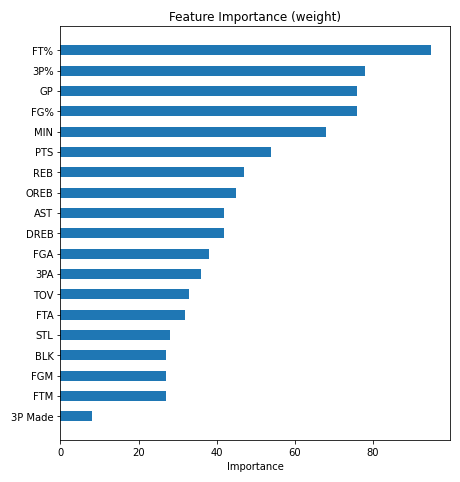 Feature Importance (weight)
FT%
3P%
GP
FG%
MIN
PTS
REB
OREB
AST
DREB
FGA
3PA
TOV
FTA
STL
BLK
FGM
FTM
3P Made
0 20 40 60 80
Importance